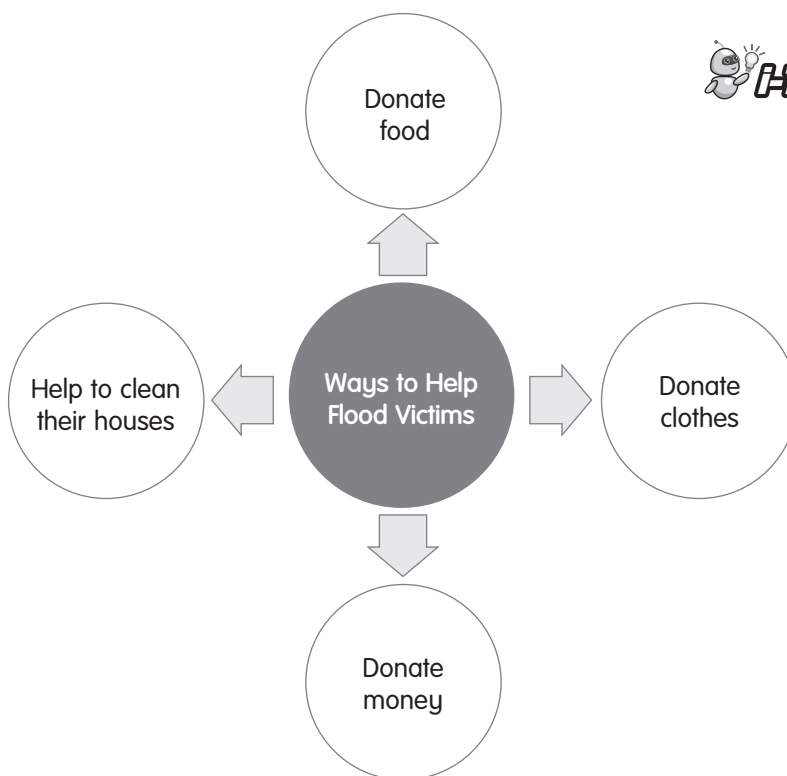 Donate
food
Help to clean
their houses
Ways to Help
Flood Victims
Donate
clothes
Donate
money